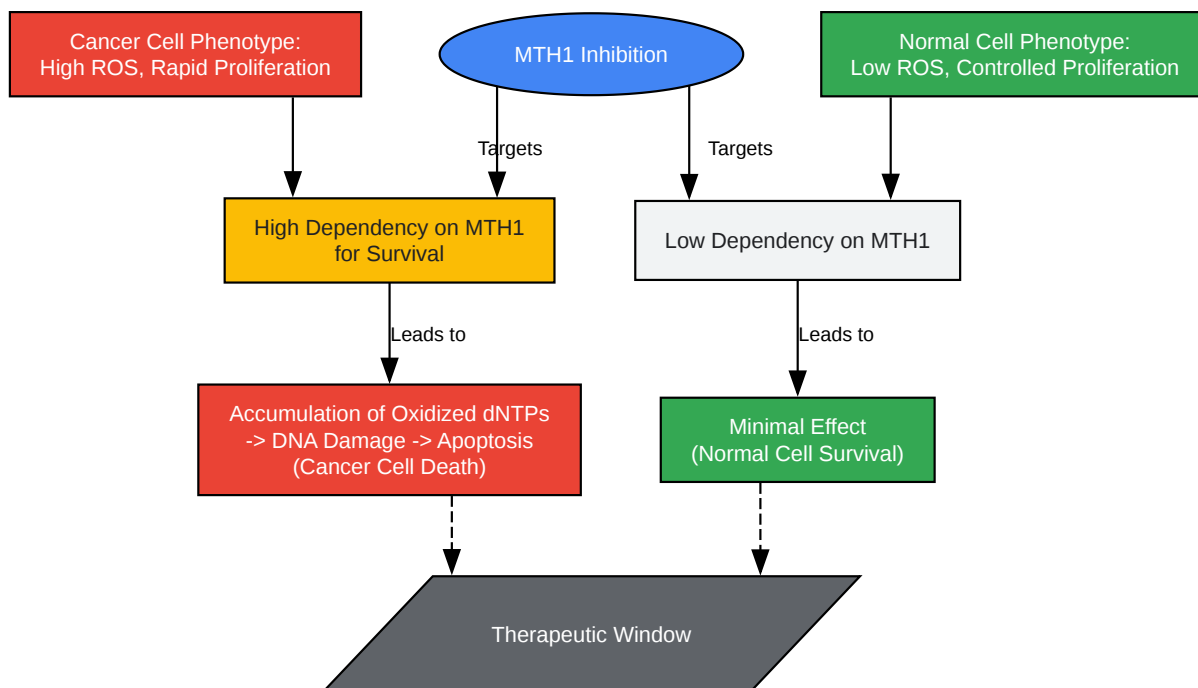 Cancer Cell Phenotype:
High ROS, Rapid Proliferation
MTH1 Inhibition
Normal Cell Phenotype:
Low ROS, Controlled Proliferation
Targets
Targets
High Dependency on MTH1
for Survival
Low Dependency on MTH1
Leads to
Leads to
Accumulation of Oxidized dNTPs
-> DNA Damage -> Apoptosis
(Cancer Cell Death)
Minimal Effect
(Normal Cell Survival)
Therapeutic Window